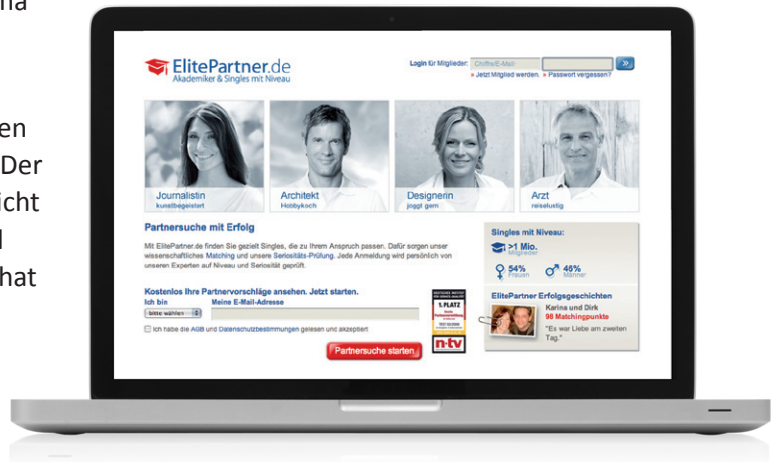 na
en
Der
icht
l
hat
ElitePartner.de
Akademiker & Singles mit Niveau
Login für Mitglieder: Chiffre/E-Mail
» Jetzt Mitglied werden. » Passwort vergessen?
Journalistin
kunstbegeistert
Architekt
Hobbykoch
Designerin
joggt gern
Arzt
reiselustig
Partnersuche mit Erfolg
Mit ElitePartner.de finden Sie gezielt Singles, die zu Ihrem Anspruch passen. Dafür sorgen unser
wissenschaftliches Matching und unsere Seriositäts-Prüfung. Jede Anmeldung wird persönlich von
unseren Experten auf Niveau und Seriosität geprüft.
Kostenlos Ihre Partnervorschläge ansehen. Jetzt starten.
Ich bin Meine E-Mail-Adresse
bitte wählen
Ich habe die AGB und Datenschutzbestimmungen gelesen und akzeptiert
Partnersuche starten
1. PLATZ
n-tv
Singles mit Niveau:
>1 Mio.
Mitglieder
54% 46%
Frauen Männer
ElitePartner Erfolgsgeschichten
Karina und Dirk
98 Matchingpunkte
"Es war Liebe am zweiten
Tag."